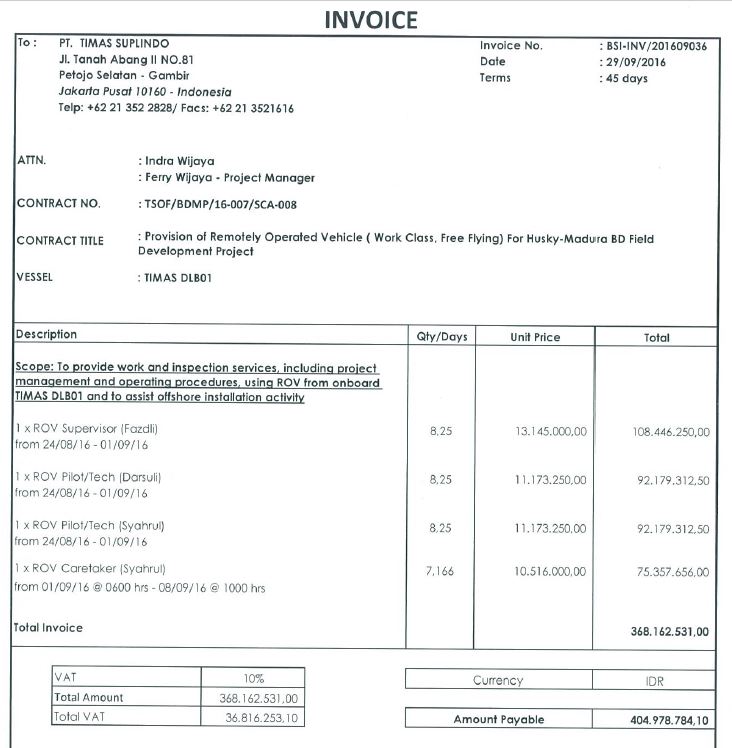 INVOICE
To : PT. TIMAS SUPLINDO
Jl. Tanah Abang II NO.81
Petojo Selatan - Gambir
Jakarta Pusat 10160 - Indonesia
Telp: +62 21 352 2828/ Facs: +62 21 3521616
Invoice No. : BSI-INV/201609036
Date : 29/09/2016
Terms : 45 days
ATTN. : Indra Wijaya
: Ferry Wijaya - Project Manager
CONTRACT NO. : TSOF/BDMP/16-007/SCA-008
CONTRACT TITLE : Provision of Remotely Operated Vehicle ( Work Class, Free Flying) For Husky-Madura BD Field
Development Project
VESSEL : TIMAS DLB01
Description Qty/Days Unit Price Total
Scope: To provide work and inspection services, including project
management and operating procedures, using ROV from onboard
TIMAS DLB01 and to assist offshore installation activity
1 x ROV Supervisor (Fazdli) 8,25 13.145.000,00 108.446.250,00
from 24/08/16 - 01/09/16
1 x ROV Pilot/Tech (Darsuli) 8,25 11.173.250,00 92.179.312,50
from 24/08/16 - 01/09/16
1 x ROV Pilot/Tech (Syahrul) 8,25 11.173.250,00 92.179.312,50
from 24/08/16 - 01/09/16
1 x ROV Caretaker (Syahrul) 7,166 10.516.000,00 75.357.656,00
from 01/09/16 @ 0600 hrs - 08/09/16 @ 1000 hrs
Total Invoice 368.162.531,00
VAT 10%
Total Amount 368.162.531,00
Total VAT 36.816.253,10
Currency IDR
Amount Payable 404.978.784,10